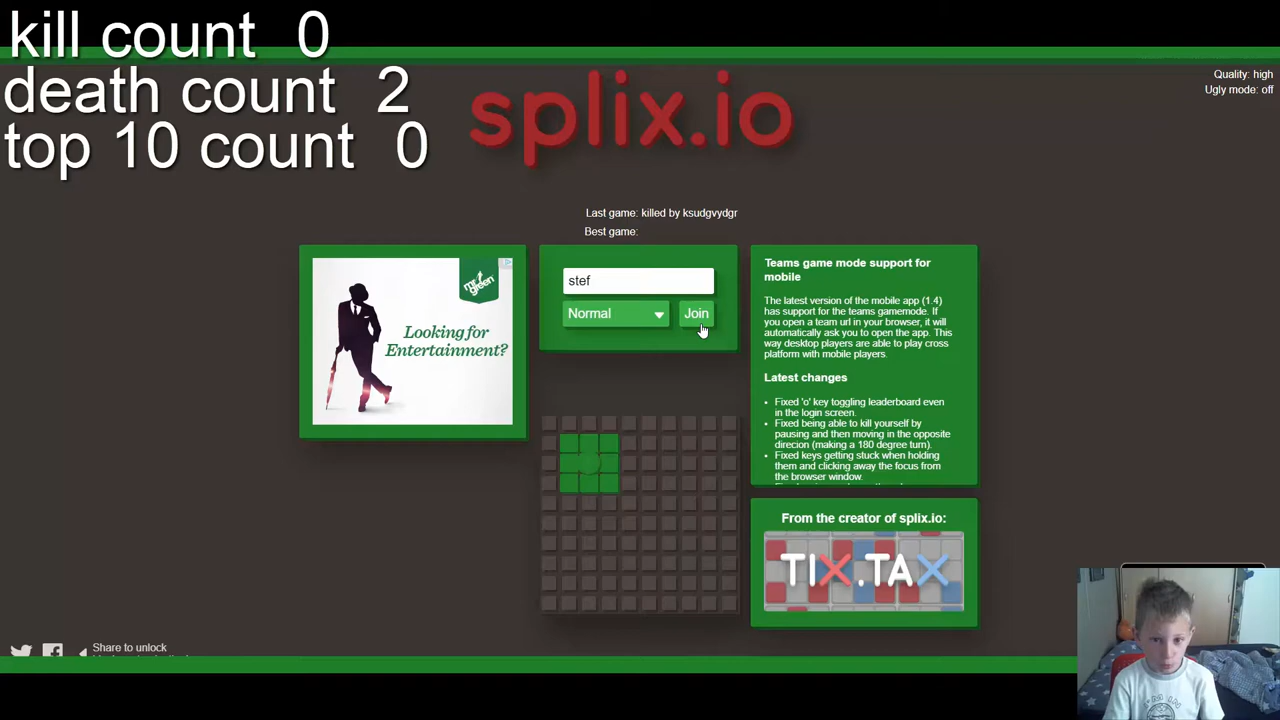 kill count 0
death count 2
top 10 count 0
splix.io
Quality: high
Ugly mode: off
Last game: killed by ksudgvydgr
Best game:
mr green
Looking for
Entertainment?
stef
Normal
Join
Teams game mode support for
mobile
The latest version of the mobile app (1.4)
has support for the teams gamemode. If
you open a team url in your browser, it will
automatically ask you to open the app. This
way desktop players are able to play cross
platform with mobile players.
Latest changes
• Fixed 'o' key toggling leaderboard even
in the login screen.
• Fixed being able to kill yourself by
pausing and then moving in the opposite
direcion (making a 180 degree turn).
• Fixed keys getting stuck when holding
them and clicking away the focus from
the browser window.
From the creator of splix.io:
TIX.TAX
Share to unlock